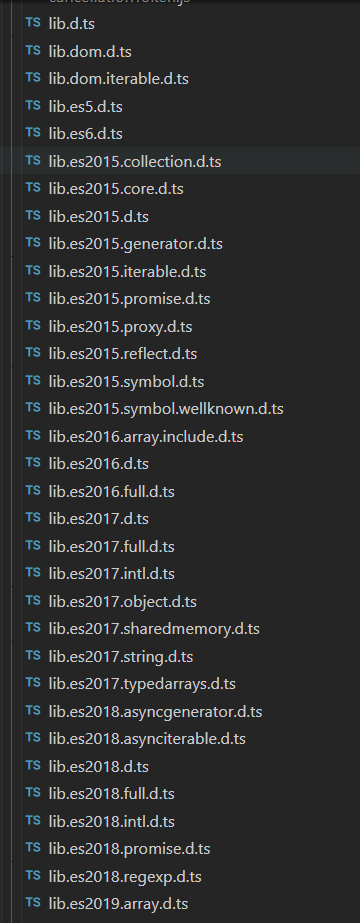 cancellationToken.js
TS lib.d.ts
TS lib.dom.d.ts
TS lib.dom.iterable.d.ts
TS lib.es5.d.ts
TS lib.es6.d.ts
TS lib.es2015.collection.d.ts
TS lib.es2015.core.d.ts
TS lib.es2015.d.ts
TS lib.es2015.generator.d.ts
TS lib.es2015.iterable.d.ts
TS lib.es2015.promise.d.ts
TS lib.es2015.proxy.d.ts
TS lib.es2015.reflect.d.ts
TS lib.es2015.symbol.d.ts
TS lib.es2015.symbol.wellknown.d.ts
TS lib.es2016.array.include.d.ts
TS lib.es2016.d.ts
TS lib.es2016.full.d.ts
TS lib.es2017.d.ts
TS lib.es2017.full.d.ts
TS lib.es2017.intl.d.ts
TS lib.es2017.object.d.ts
TS lib.es2017.sharedmemory.d.ts
TS lib.es2017.string.d.ts
TS lib.es2017.typedarrays.d.ts
TS lib.es2018.asyncgenerator.d.ts
TS lib.es2018.asynciterable.d.ts
TS lib.es2018.d.ts
TS lib.es2018.full.d.ts
TS lib.es2018.intl.d.ts
TS lib.es2018.promise.d.ts
TS lib.es2018.regexp.d.ts
TS lib.es2019.array.d.ts